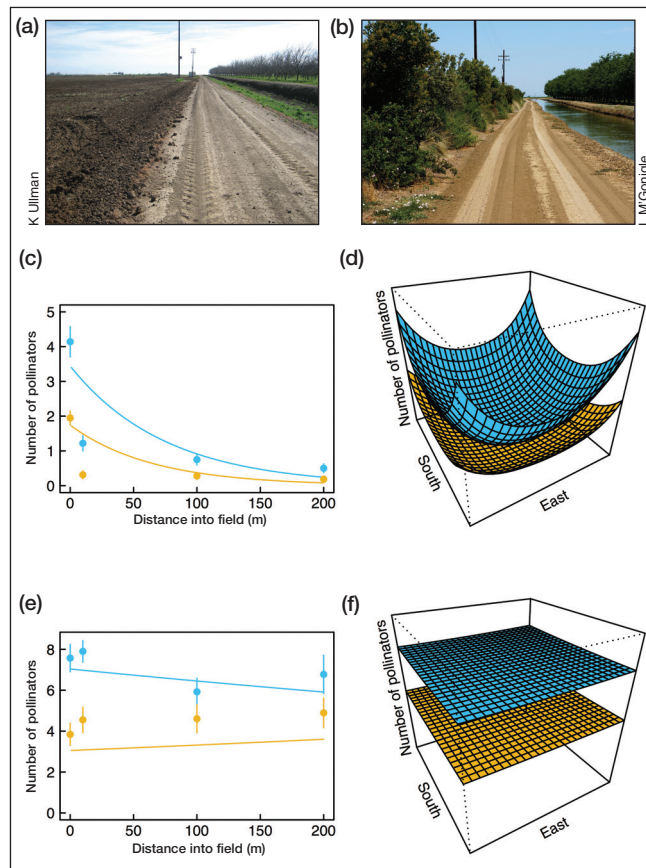 (a)
(b)
K Ullman
L M'Gonigle
(c)
Number of pollinators
5
4
3
2
1
0
0 50 100 150 200
Distance into field (m)
(d)
Number of pollinators
South
East
(e)
Number of pollinators
8
6
4
2
0
0 50 100 150 200
Distance into field (m)
(f)
Number of pollinators
South
East